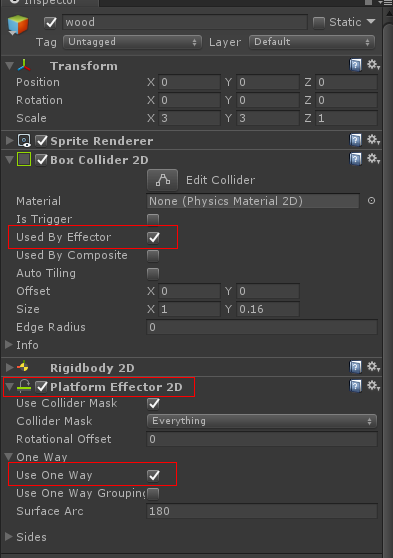 Inspector
wood Static
Tag Untagged Layer Default
Transform
Position X 0 Y 0 Z 0
Rotation X 0 Y 0 Z 0
Scale X 3 Y 3 Z 1
Sprite Renderer
Box Collider 2D
Edit Collider
Material None (Physics Material 2D)
Is Trigger
Used By Effector
Used By Composite
Auto Tiling
Offset X 0 Y 0
Size X 1 Y 0.16
Edge Radius 0
Info
Rigidbody 2D
Platform Effector 2D
Use Collider Mask
Collider Mask Everything
Rotational Offset 0
One Way
Use One Way
Use One Way Grouping
Surface Arc 180
Sides